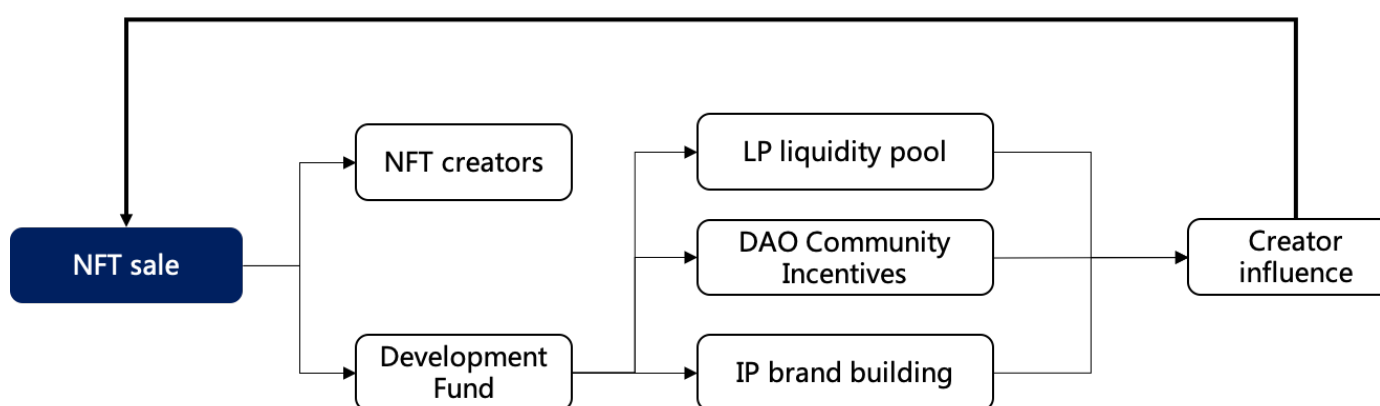 NFT sale
NFT creators
Development
Fund
LP liquidity pool
DAO Community
Incentives
IP brand building
Creator
influence